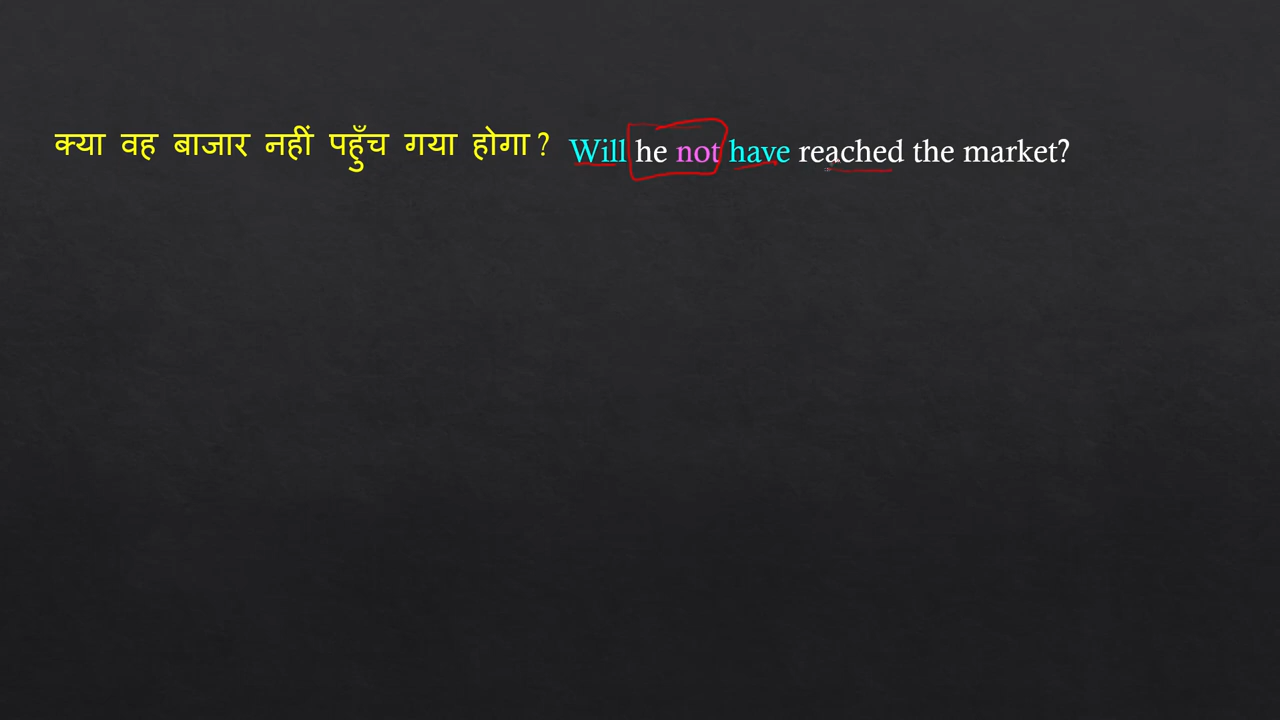 क्या वह बाजार नहीं पहुँच गया होगा ? Will he not have reached the market?